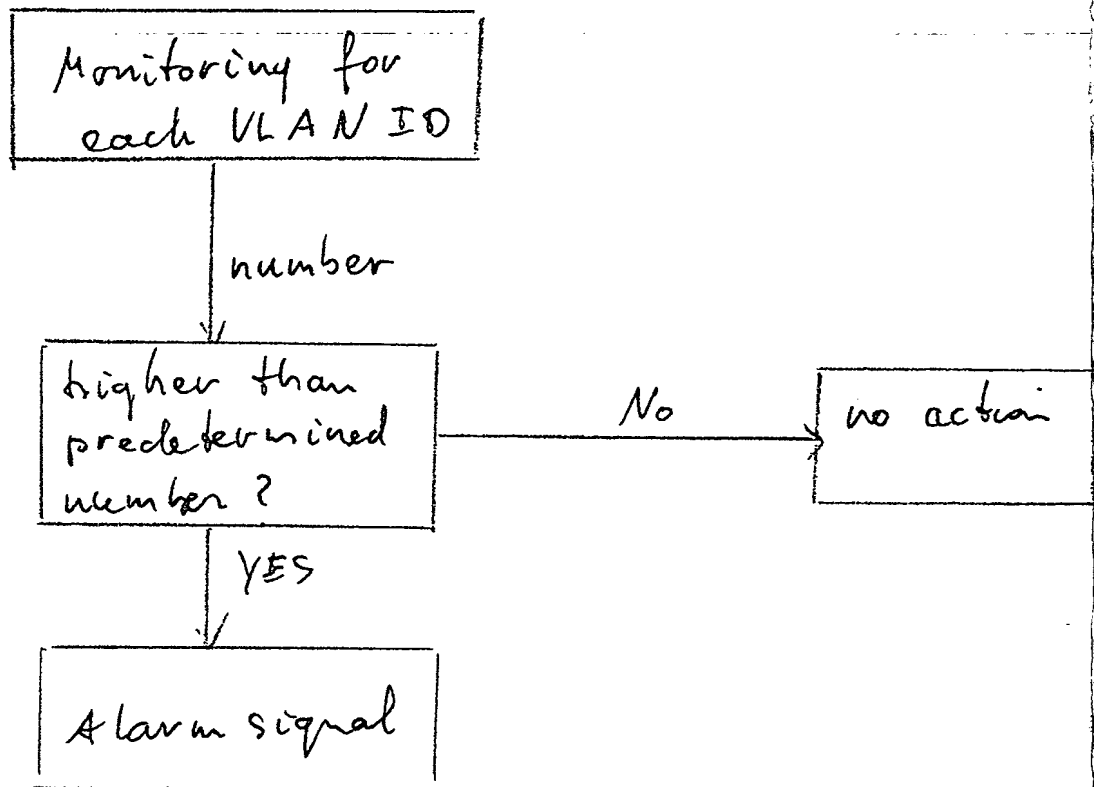 Monitoring for
each VLAN ID
number
higher than
predetermined
number?
No
no action
YES
Alarm signal